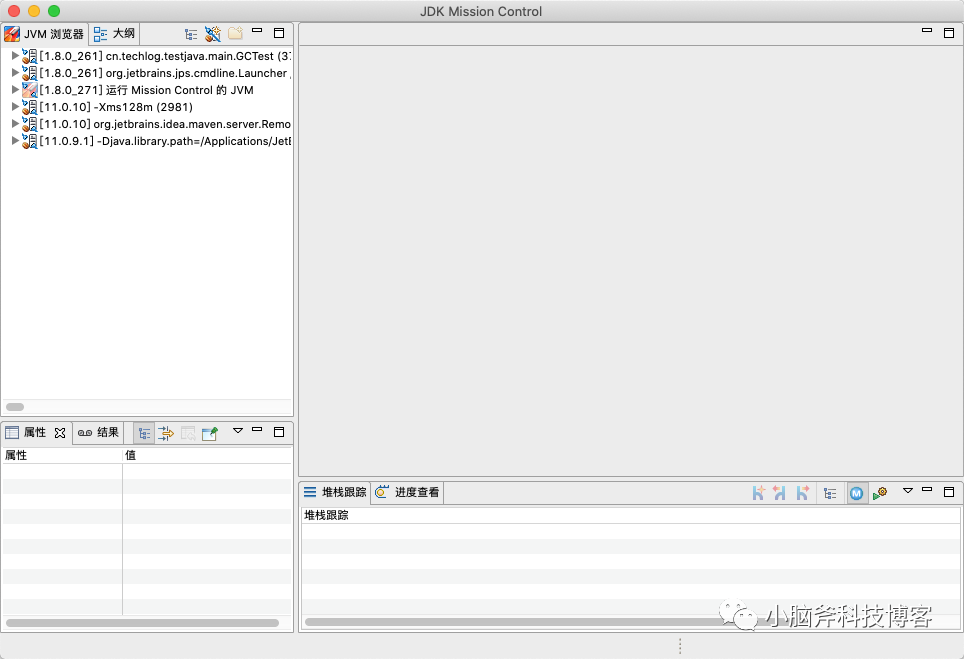 JDK Mission Control
JVM 浏览器
大纲
[1.8.0_261] cn.techlog.testjava.main.GCTest
[1.8.0_261] org.jetbrains.jps.cmdline.Launcher
[1.8.0_271] 运行 Mission Control 的 JVM
[11.0.10] -Xms128m (2981)
[11.0.10] org.jetbrains.idea.maven.server.Remo
[11.0.9.1] -Djava.library.path=/Applications/Jet
属性
结果
属性 值
堆栈跟踪
进度查看
M
堆栈跟踪
小脑斧科技博客